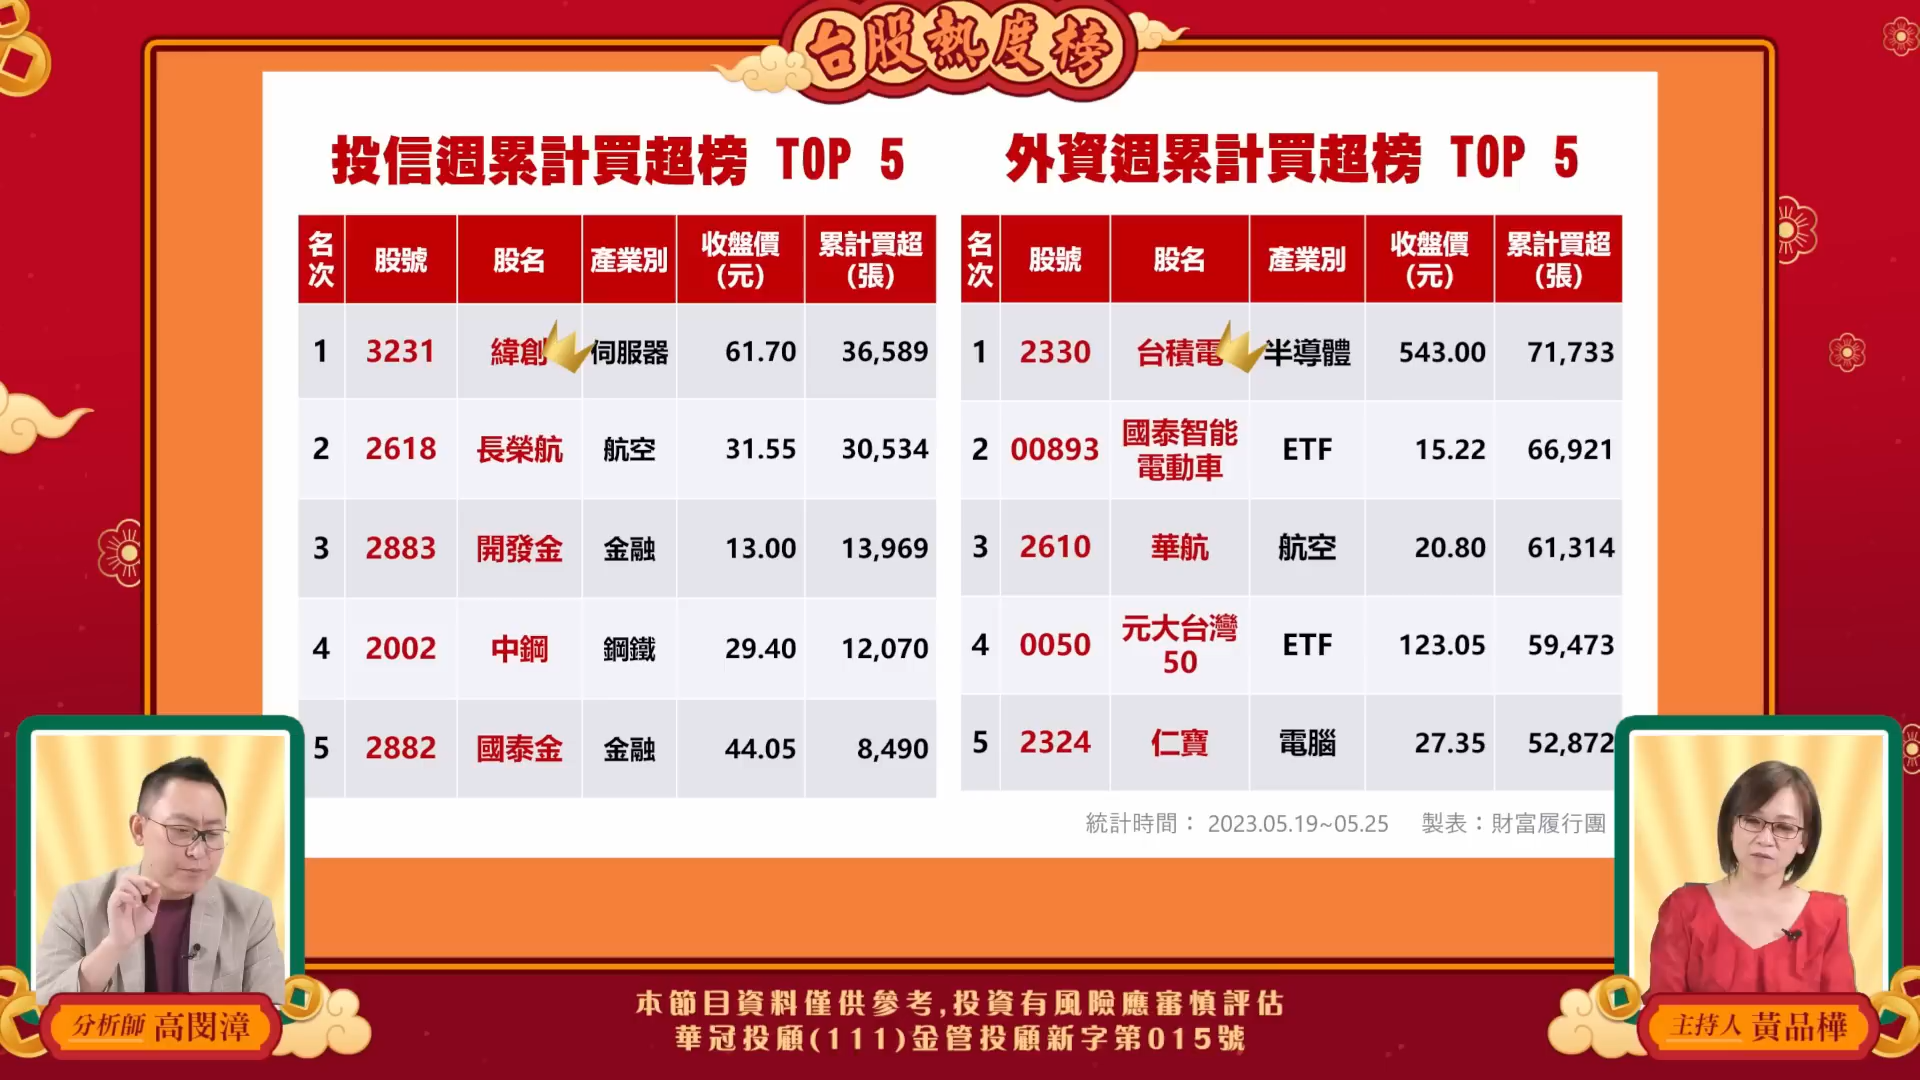 台股熱度榜
投信週累計買超榜 TOP 5
名次 股號 股名 產業別 收盤價(元) 累計買超(張)
1 3231 緯創 伺服器 61.70 36,589
2 2618 長榮航 航空 31.55 30,534
3 2883 開發金 金融 13.00 13,969
4 2002 中鋼 鋼鐵 29.40 12,070
5 2882 國泰金 金融 44.05 8,490
外資週累計買超榜 TOP 5
名次 股號 股名 產業別 收盤價(元) 累計買超(張)
1 2330 台積電 半導體 543.00 71,733
2 00893 國泰智能電動車 ETF 15.22 66,921
3 2610 華航 航空 20.80 61,314
4 0050 元大台灣50 ETF 123.05 59,473
5 2324 仁寶 電腦 27.35 52,872
統計時間： 2023.05.19~05.25 製表：財富履行團
分析師 高閔漳
主持人 黃品樺
本節目資料僅供參考,投資有風險應審慎評估
華冠投顧(111)金管投顧新字第015號